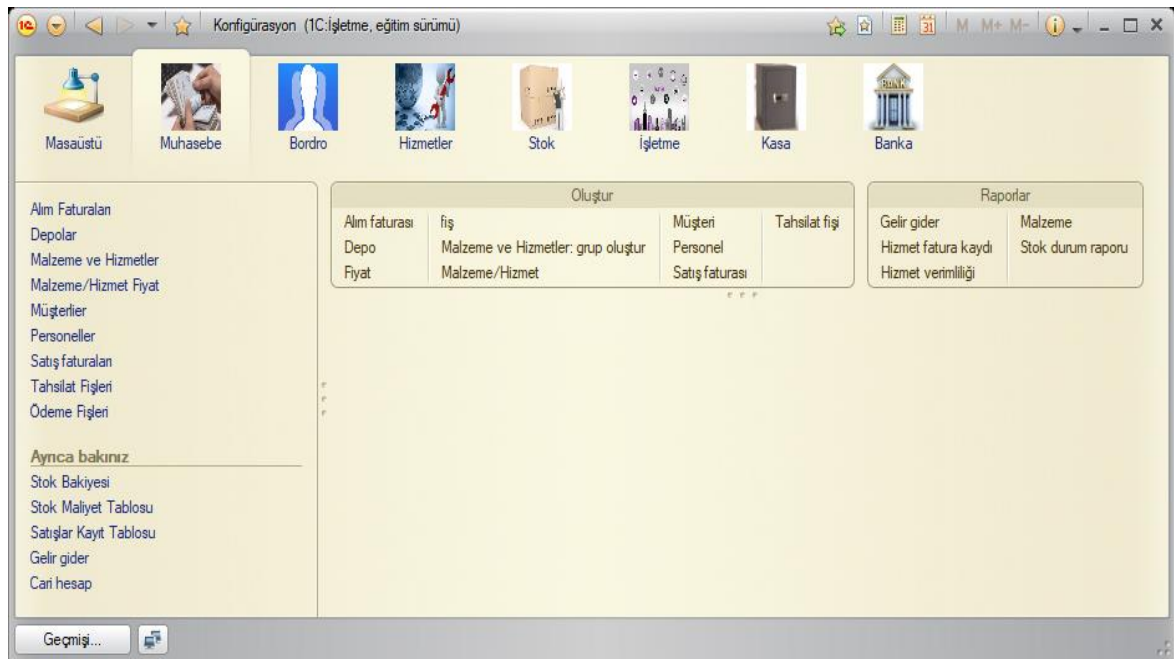 Konfigürasyon (1C:İşletme, eğitim sürümü)
M M+ M-
Masaüstü Muhasebe Bordro Hizmetler Stok İşletme Kasa Banka
Alım Faturaları
Depolar
Malzeme ve Hizmetler
Malzeme/Hizmet Fiyat
Müşterlier
Personeller
Satış faturaları
Tahsilat Fişleri
Ödeme Fişleri
Ayrıca bakınız
Stok Bakiyesi
Stok Maliyet Tablosu
Satışlar Kayıt Tablosu
Gelir gider
Cari hesap
Oluştur
Alım faturası fiş Müşteri Tahsilat fişi
Depo Malzeme ve Hizmetler: grup oluştur Personel
Fiyat Malzeme/Hizmet Satış faturası
Raporlar
Gelir gider Malzeme
Hizmet fatura kaydı Stok durum raporu
Hizmet verimliliği
Geçmişi...